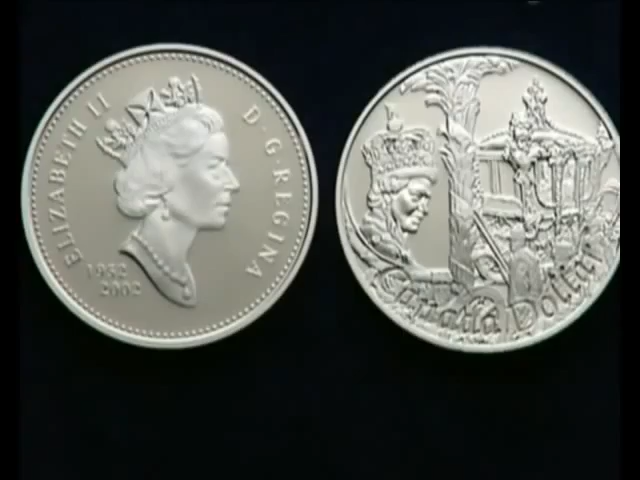 ELIZABETH II
D·G·REGINA
1952
2002
Canada Dollar